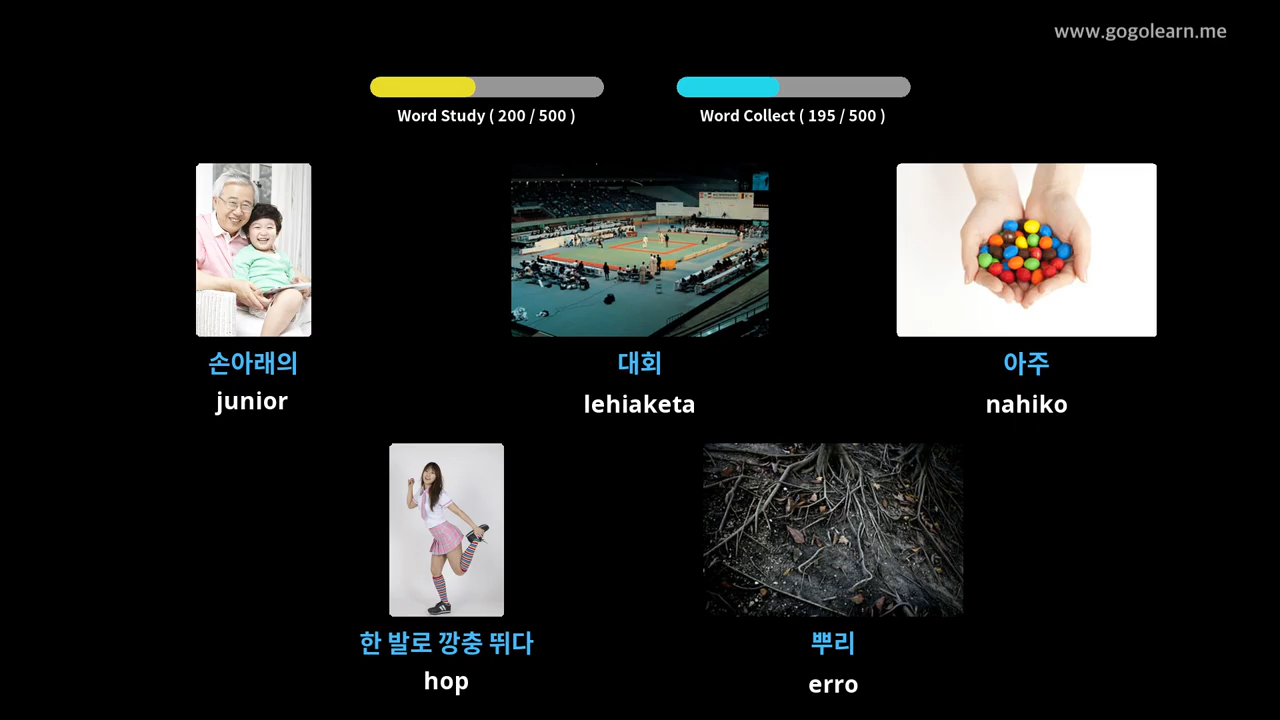 www.gogolearn.me
Word Study ( 200 / 500 )
Word Collect ( 195 / 500 )
손아래의
junior
대회
lehiaketa
아주
nahiko
한 발로 깡충 뛰다
hop
뿌리
erro